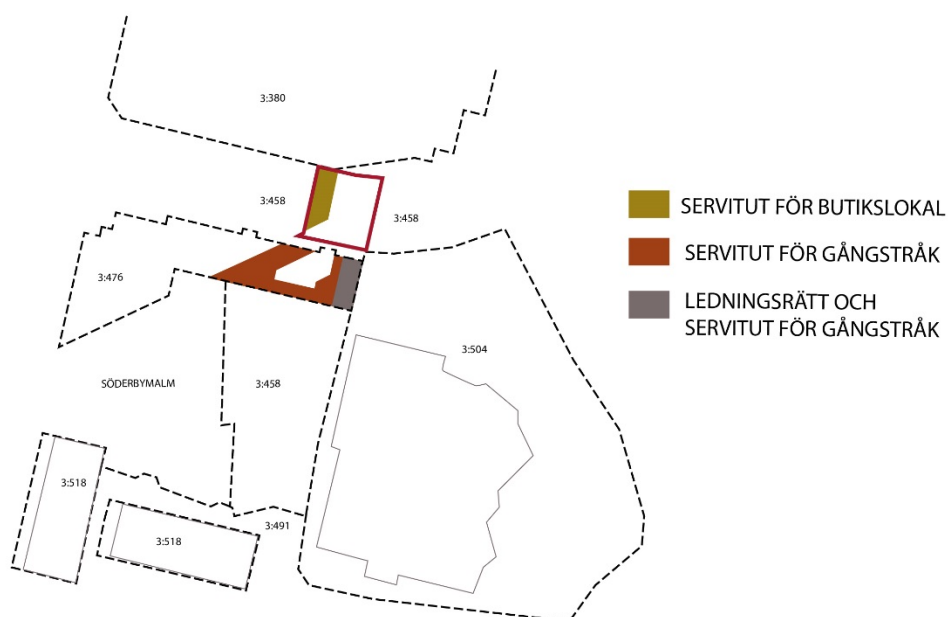 3:380
3:458
3:458
SERVITUT FÖR BUTIKSLOKAL
SERVITUT FÖR GÅNGSTRÅK
3:476
LEDNINGSRÄTT OCH
SERVITUT FÖR GÅNGSTRÅK
3:504
SÖDERBYMALM
3:458
3:518
3:491
3:518